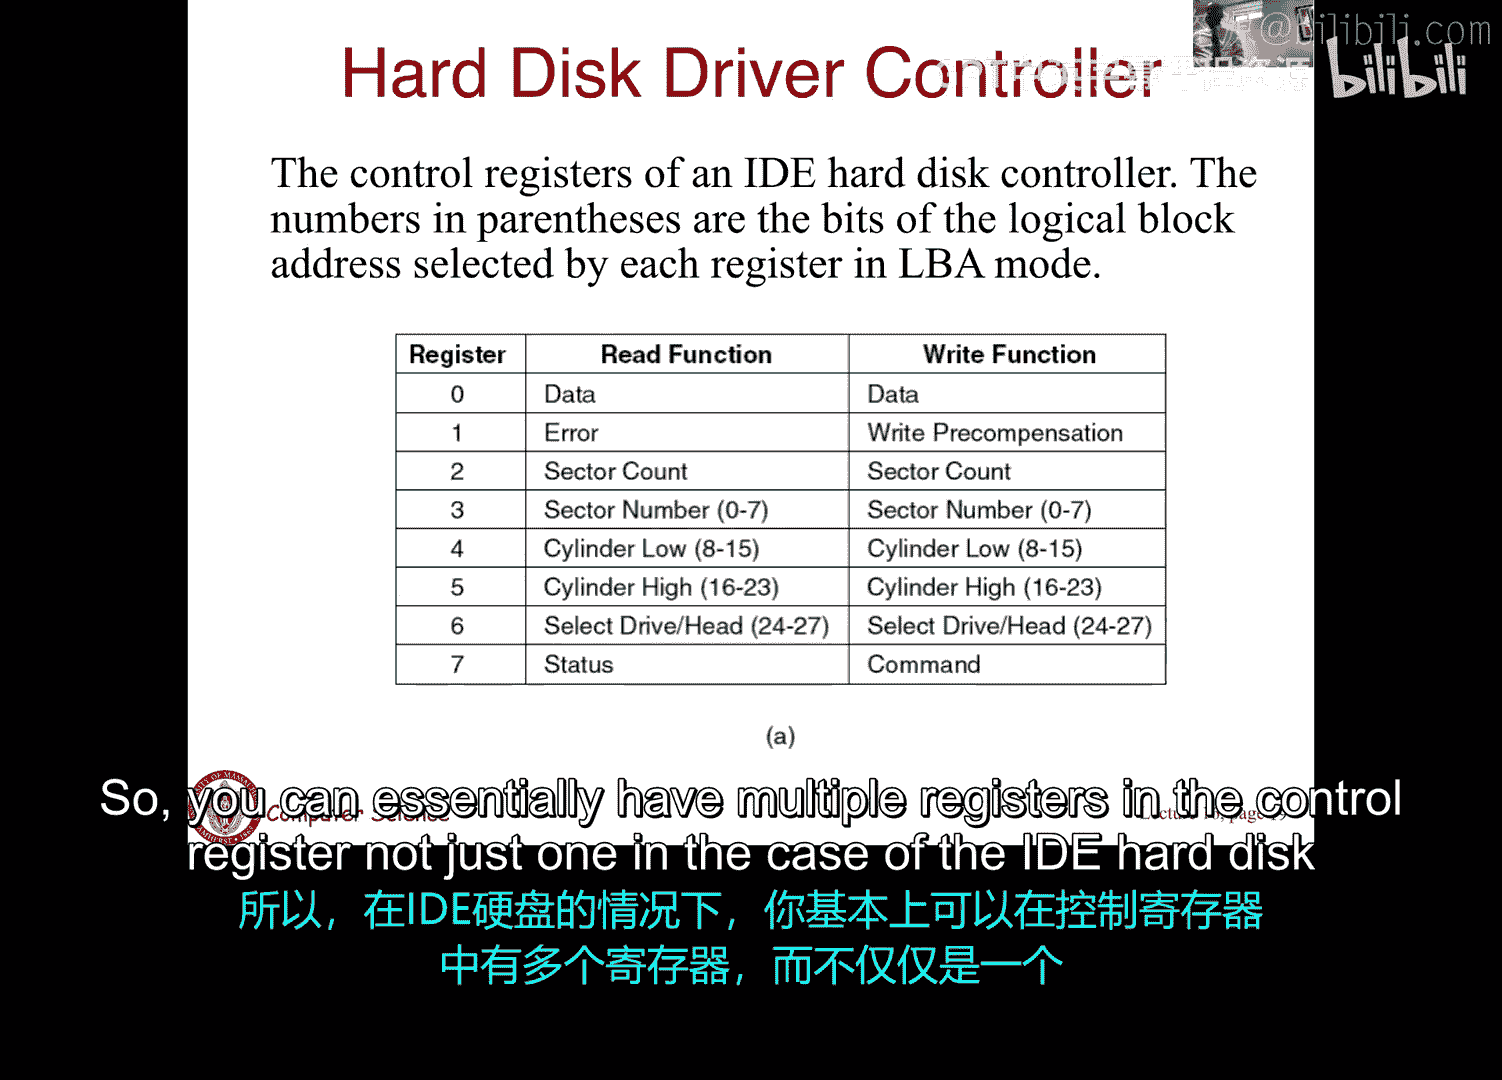 @bilibili.com
bilibili
Hard Disk Driver Controller
The control registers of an IDE hard disk controller. The
numbers in parentheses are the bits of the logical block
address selected by each register in LBA mode.
Register Read Function Write Function
0 Data Data
1 Error Write Precompensation
2 Sector Count Sector Count
3 Sector Number (0-7) Sector Number (0-7)
4 Cylinder Low (8-15) Cylinder Low (8-15)
5 Cylinder High (16-23) Cylinder High (16-23)
6 Select Drive/Head (24-27) Select Drive/Head (24-27)
7 Status Command
(a)
Computer Science
So, you can essentially have multiple registers in the control
register not just one in the case of the IDE hard disk
所以，在IDE硬盘的情况下，你基本上可以在控制寄存器
中有多个寄存器，而不仅仅是一个